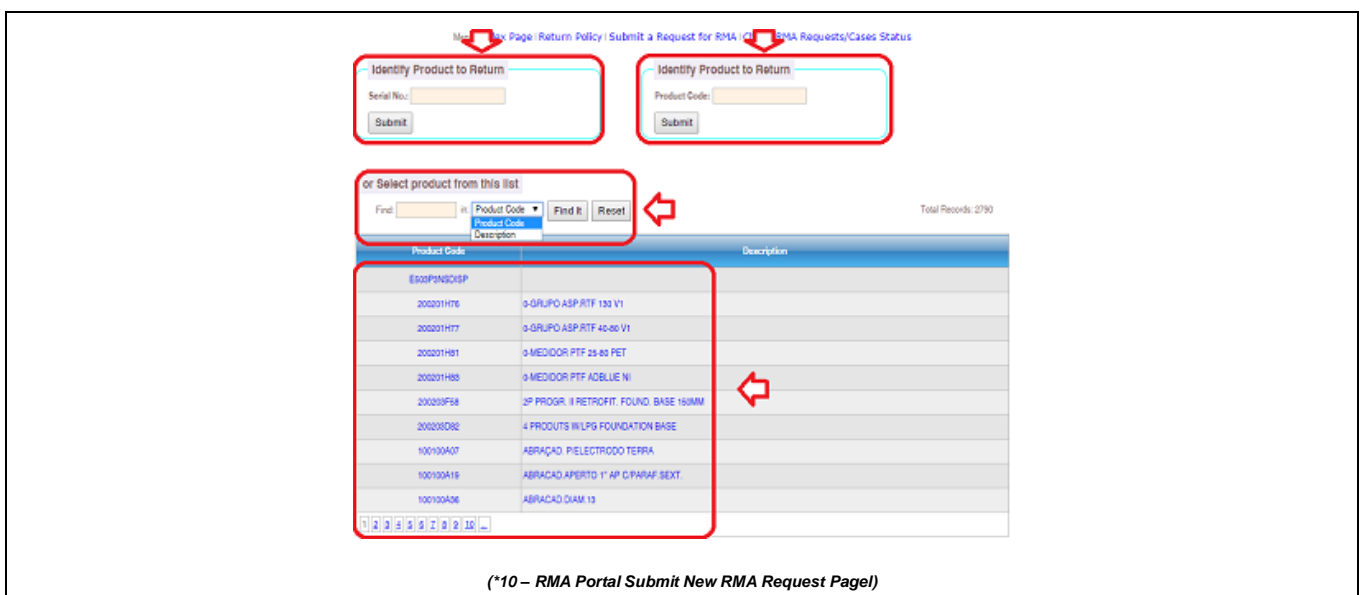 Page | Return Policy | Submit a Request for RMA | RMA Requests/Cases Status
Identify Product to Return
Serial No.:
Submit
Identify Product to Return
Product Code:
Submit
or Select product from this list
Find: in: Product Code ▼ Find It Reset
Product Code
Description
Total Records: 2790
Product Code Description
E503P3NSDISP
200201H76 0-GRUPO ASP.RTF 130 V1
200201H77 0-GRUPO ASP.RTF 40-80 V1
200201H81 0-MEDIDOR PTF 25-80 PET
200201H83 0-MEDIDOR PTF ADBLUE NI
200203F58 2P PROGR. II RETROFIT. FOUND. BASE 150MM
200203D82 4 PRODUTS W/LPG FOUNDATION BASE
100100A07 ABRAÇAD. P/ELECTRODO TERRA
100100A19 ABRACAD.APERTO 1" AP C/PARAF.SEXT.
100100A36 ABRACAD.DIAM.13
1 2 3 4 5 6 7 8 9 10 ...
(*10 – RMA Portal Submit New RMA Request Pagel)